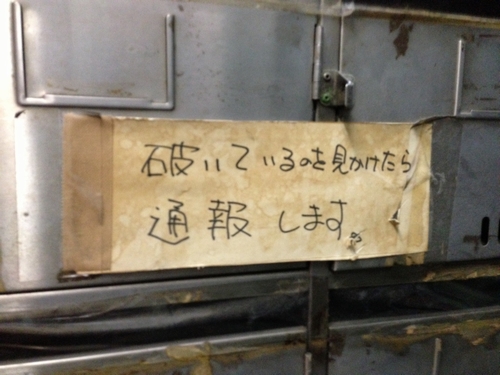 破いているのを見かけたら
通報します。